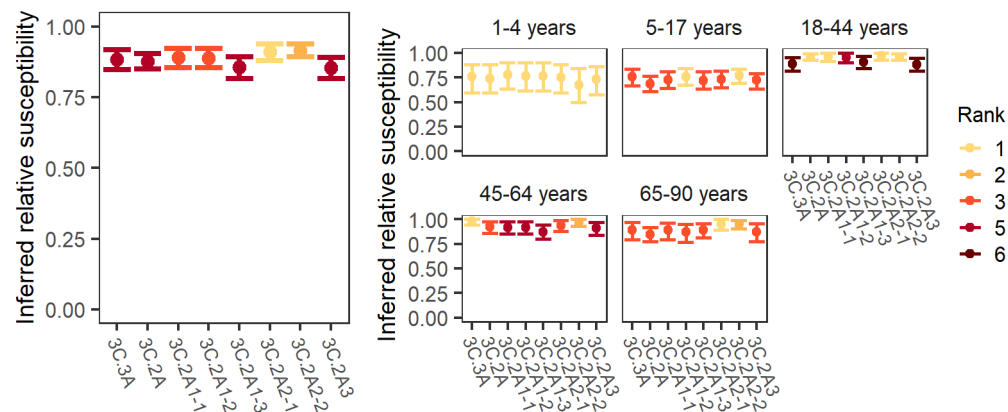 Inferred relative susceptibility
1.00
0.75
0.50
0.25
0.00
3C.3A
3C.2A
3C.2A1-1
3C.2A1-2
3C.2A1-3
3C.2A2-1
3C.2A2-2
3C.2A3
Inferred relative susceptibility
1-4 years
5-17 years
18-44 years
1.00
0.75
0.50
0.25
0.00
45-64 years
65-90 years
1.00
0.75
0.50
0.25
0.00
3C.3A
3C.2A
3C.2A1-1
3C.2A1-2
3C.2A1-3
3C.2A2-1
3C.2A2-2
3C.2A3
3C.3A
3C.2A
3C.2A1-1
3C.2A1-2
3C.2A1-3
3C.2A2-1
3C.2A2-2
3C.2A3
3C.3A
3C.2A
3C.2A1-1
3C.2A1-2
3C.2A1-3
3C.2A2-1
3C.2A2-2
3C.2A3
Rank
1
2
3
5
6